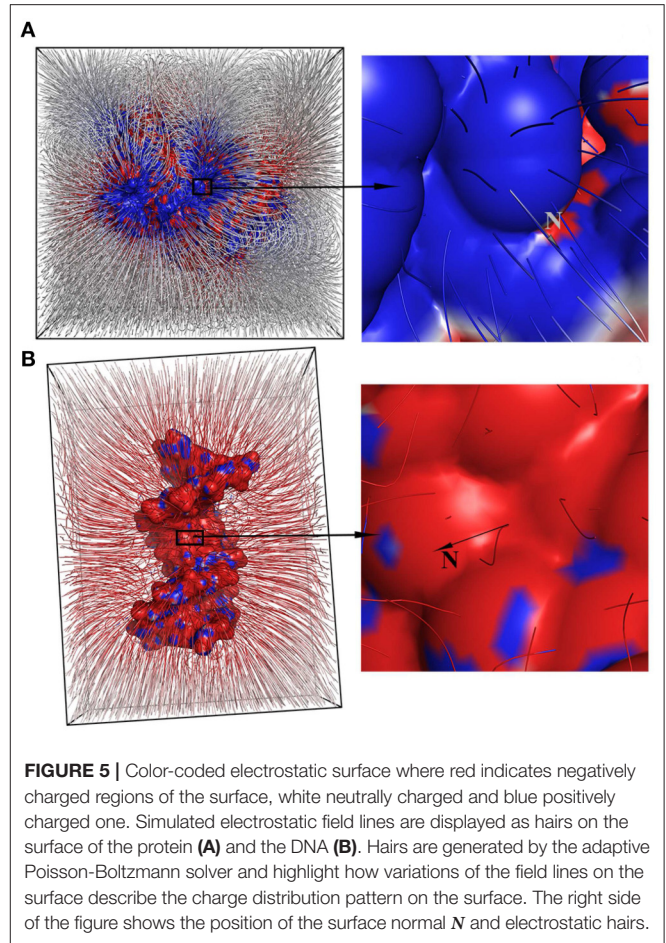 A
N
B
N
FIGURE 5 | Color-coded electrostatic surface where red indicates negatively
charged regions of the surface, white neutrally charged and blue positively
charged one. Simulated electrostatic field lines are displayed as hairs on the
surface of the protein (A) and the DNA (B). Hairs are generated by the adaptive
Poisson-Boltzmann solver and highlight how variations of the field lines on the
surface describe the charge distribution pattern on the surface. The right side
of the figure shows the position of the surface normal N and electrostatic hairs.